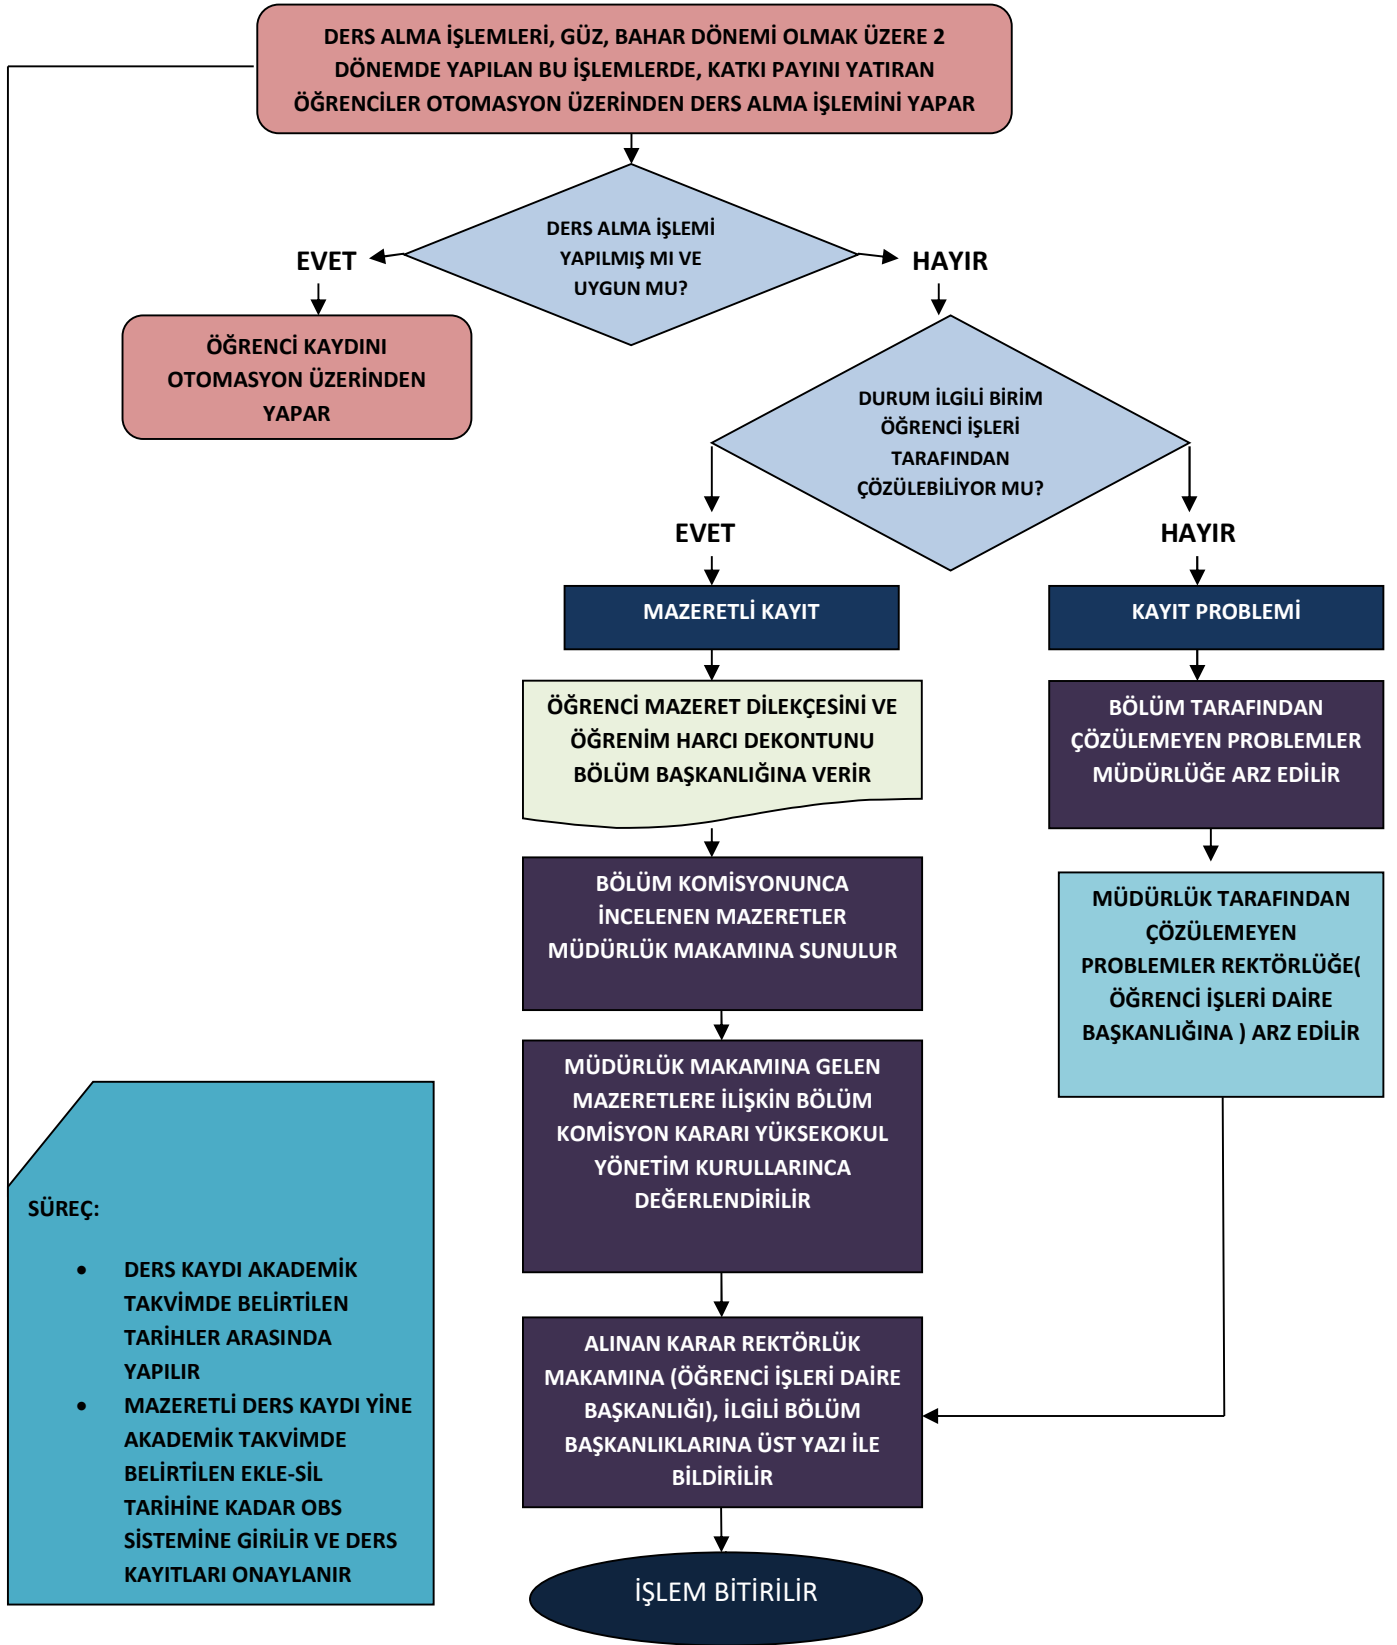 DERS ALMA İŞLEMLERİ, GÜZ, BAHAR DÖNEMİ OLMAK ÜZERE 2
DÖNEMDE YAPILAN BU İŞLEMLERDE, KATKI PAYINI YATIRAN
ÖĞRENCİLER OTOMASYON ÜZERİNDEN DERS ALMA İŞLEMİNİ YAPAR
DERS ALMA İŞLEMİ
YAPILMIŞ MI VE
UYGUN MU?
EVET
HAYIR
ÖĞRENCİ KAYDINI
OTOMASYON ÜZERİNDEN
YAPAR
DURUM İLGİLİ BİRİM
ÖĞRENCİ İŞLERİ
TARAFINDAN
ÇÖZÜLEBİLİYOR MU?
EVET
HAYIR
MAZERETLİ KAYIT
KAYIT PROBLEMİ
ÖĞRENCİ MAZERET DİLEKÇESİNİ VE
ÖĞRENİM HARCI DEKONTUNU
BÖLÜM BAŞKANLIĞINA VERİR
BÖLÜM TARAFINDAN
ÇÖZÜLEMEYEN PROBLEMLER
MÜDÜRLÜĞE ARZ EDİLİR
BÖLÜM KOMİSYONUNCA
İNCELENEN MAZERETLER
MÜDÜRLÜK MAKAMINA SUNULUR
MÜDÜRLÜK TARAFINDAN
ÇÖZÜLEMEYEN
PROBLEMLER REKTÖRLÜĞE(
ÖĞRENCİ İŞLERİ DAİRE
BAŞKANLIĞINA ) ARZ EDİLİR
MÜDÜRLÜK MAKAMINA GELEN
MAZERETLERE İLİŞKİN BÖLÜM
KOMİSYON KARARI YÜKSEKOKUL
YÖNETİM KURULLARINCA
DEĞERLENDİRİLİR
SÜREÇ:
• DERS KAYDI AKADEMİK
TAKVİMDE BELİRTİLEN
TARİHLER ARASINDA
YAPILIR
• MAZERETLİ DERS KAYDI YİNE
AKADEMİK TAKVİMDE
BELİRTİLEN EKLE-SİL
TARİHİNE KADAR OBS
SİSTEMİNE GİRİLİR VE DERS
KAYITLARI ONAYLANIR
ALINAN KARAR REKTÖRLÜK
MAKAMINA (ÖĞRENCİ İŞLERİ DAİRE
BAŞKANLIĞI), İLGİLİ BÖLÜM
BAŞKANLIKLARINA ÜST YAZI İLE
BİLDİRİLİR
İŞLEM BİTİRİLİR